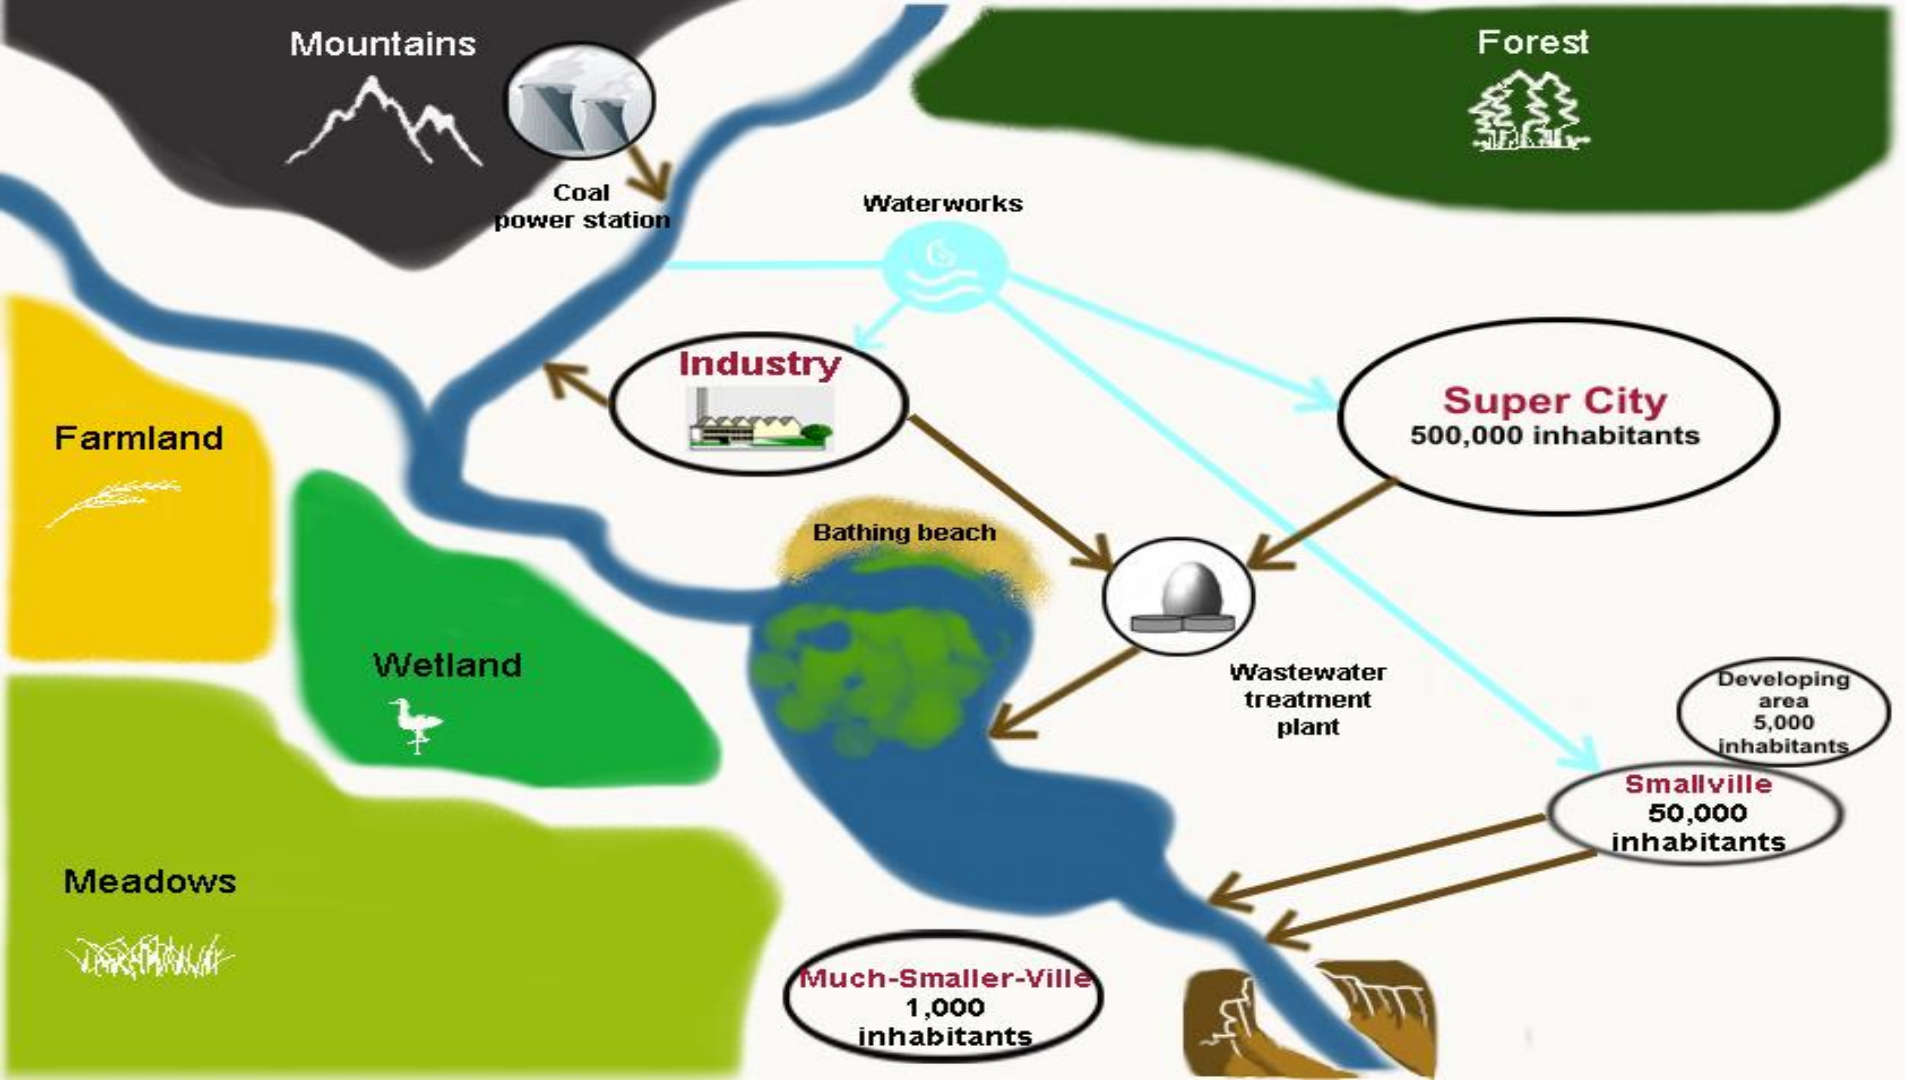 Mountains
Forest
Coal
power station
Waterworks
Industry
Super City
500,000 inhabitants
Farmland
Bathing beach
Wetland
Wastewater
treatment
plant
Developing
area
5,000
inhabitants
Smallville
50,000
inhabitants
Meadows
Much-Smaller-Ville
1,000
inhabitants